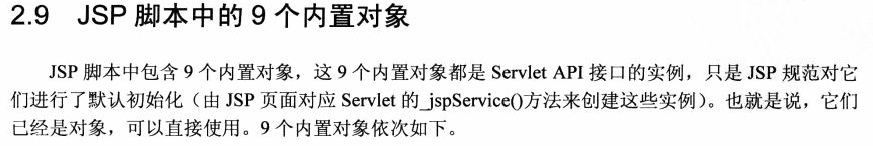 2.9 JSP 脚本中的 9 个内置对象
JSP 脚本中包含 9 个内置对象，这 9 个内置对象都是 Servlet API 接口的实例，只是 JSP 规范对它
们进行了默认初始化（由 JSP 页面对应 Servlet 的_jspService()方法来创建这些实例）。也就是说，它们
已经是对象，可以直接使用。9 个内置对象依次如下。